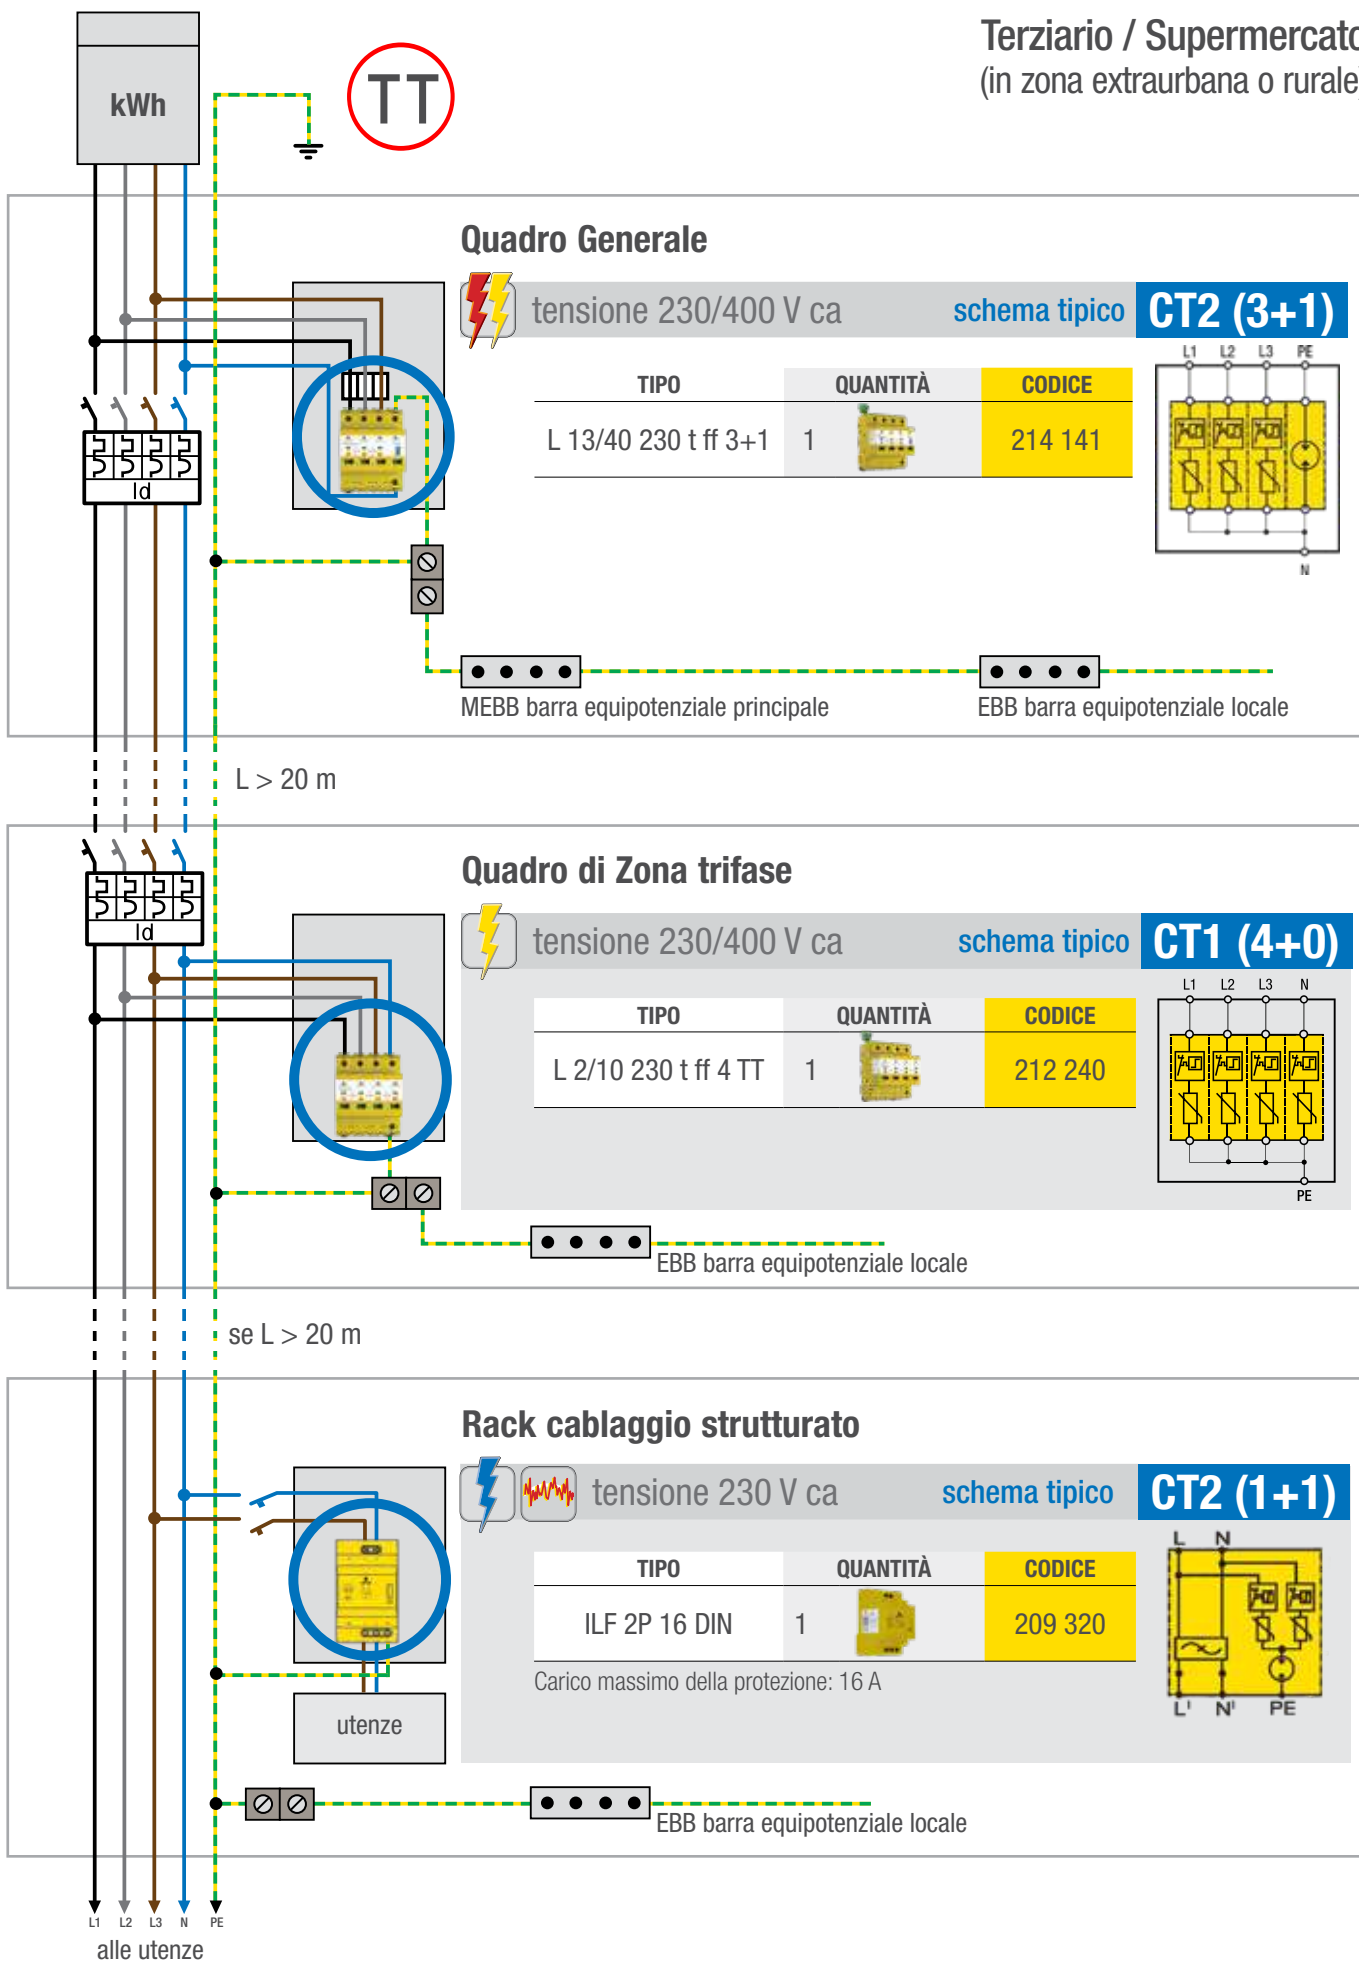 Terziario / Supermercato
(in zona extraurbana o rurale)
kWh
TT
Quadro Generale
tensione 230/400 V ca
schema tipico
CT2 (3+1)
TIPO QUANTITÀ CODICE
L 13/40 230 t ff 3+1 1 214 141
L1 L2 L3 PE
N
Id
MEBB barra equipotenziale principale
EBB barra equipotenziale locale
L > 20 m
Quadro di Zona trifase
tensione 230/400 V ca
schema tipico
CT1 (4+0)
TIPO QUANTITÀ CODICE
L 2/10 230 t ff 4 TT 1 212 240
L1 L2 L3 N
PE
Id
EBB barra equipotenziale locale
se L > 20 m
Rack cablaggio strutturato
tensione 230 V ca
schema tipico
CT2 (1+1)
TIPO QUANTITÀ CODICE
ILF 2P 16 DIN 1 209 320
Carico massimo della protezione: 16 A
L N
L' N' PE
utenze
EBB barra equipotenziale locale
L1 L2 L3 N PE
alle utenze